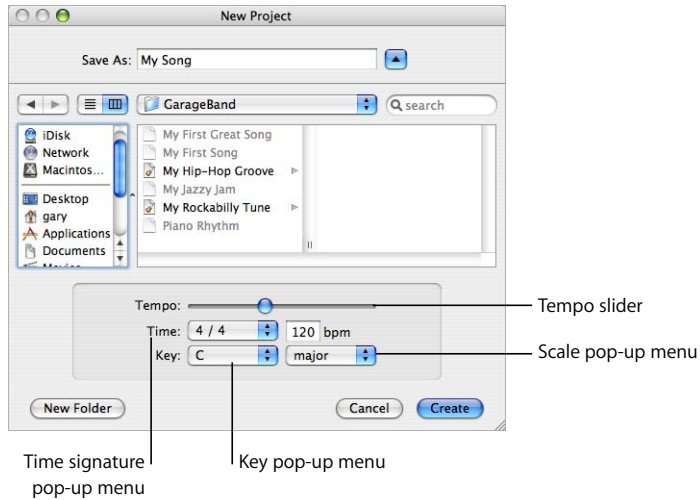 New Project
Save As: My Song
GarageBand
search
iDisk
Network
Macintos...
Desktop
gary
Applications
Documents
My First Great Song
My First Song
My Hip-Hop Groove
My Jazzy Jam
My Rockabilly Tune
Piano Rhythm
Tempo:
Tempo slider
Time: 4 / 4 120 bpm
Key: C major
Scale pop-up menu
New Folder Cancel Create
Time signature
pop-up menu
Key pop-up menu